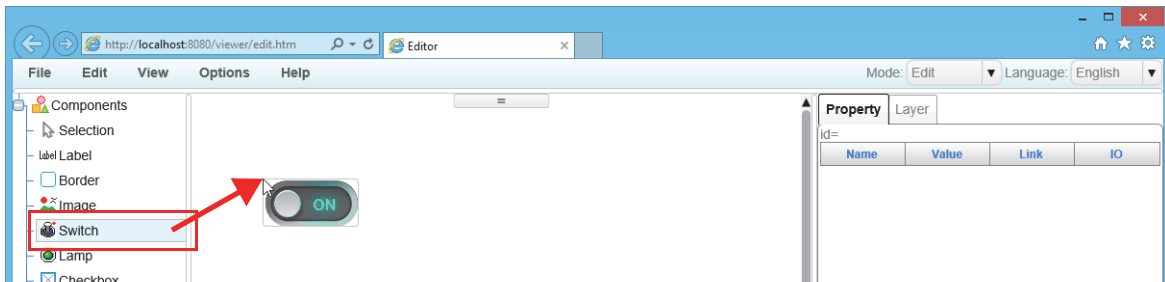 http://localhost:8080/viewer/edit.htm
Editor
File Edit View Options Help
Mode: Edit Language: English
Components
Selection
Label Label
Border
Image
Switch
Lamp
Checkbox
ON
Property Layer
id=
Name Value Link IO